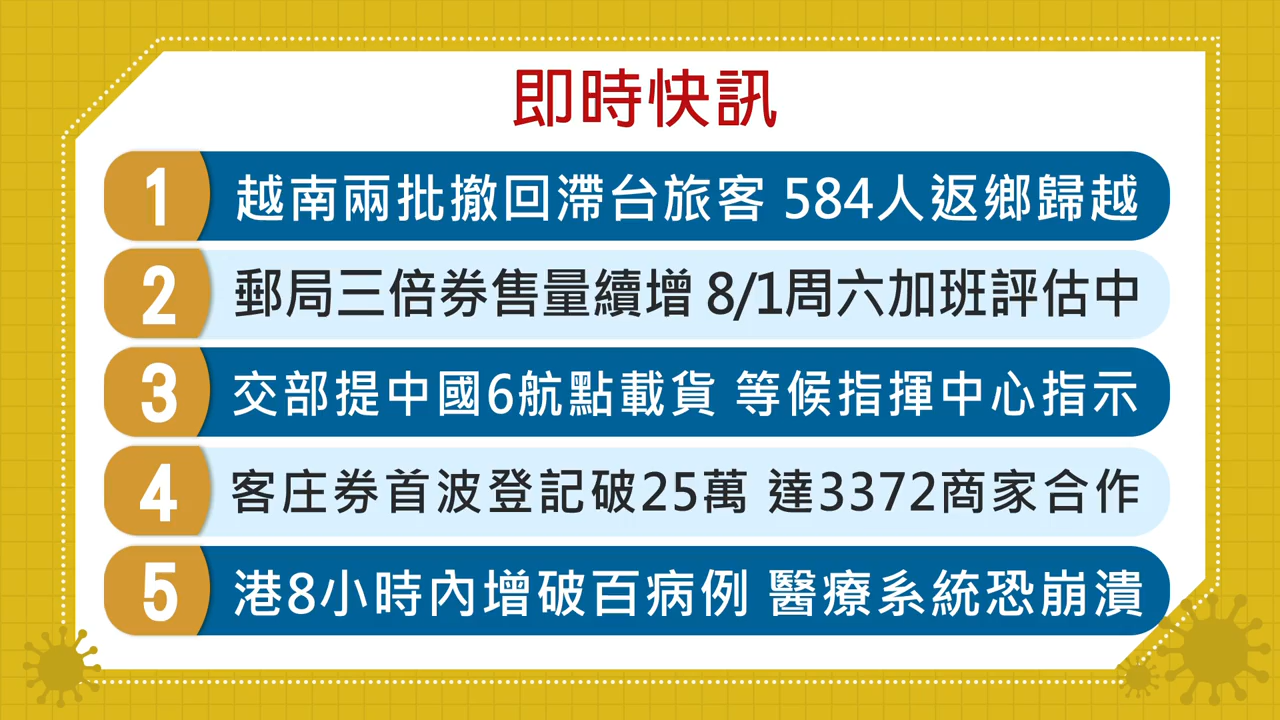 即時快訊
1 越南兩批撤回滯台旅客 584人返鄉歸越
2 郵局三倍券售量續增 8/1周六加班評估中
3 交部提中國6航點載貨 等候指揮中心指示
4 客庄券首波登記破25萬 達3372商家合作
5 港8小時內增破百病例 醫療系統恐崩潰